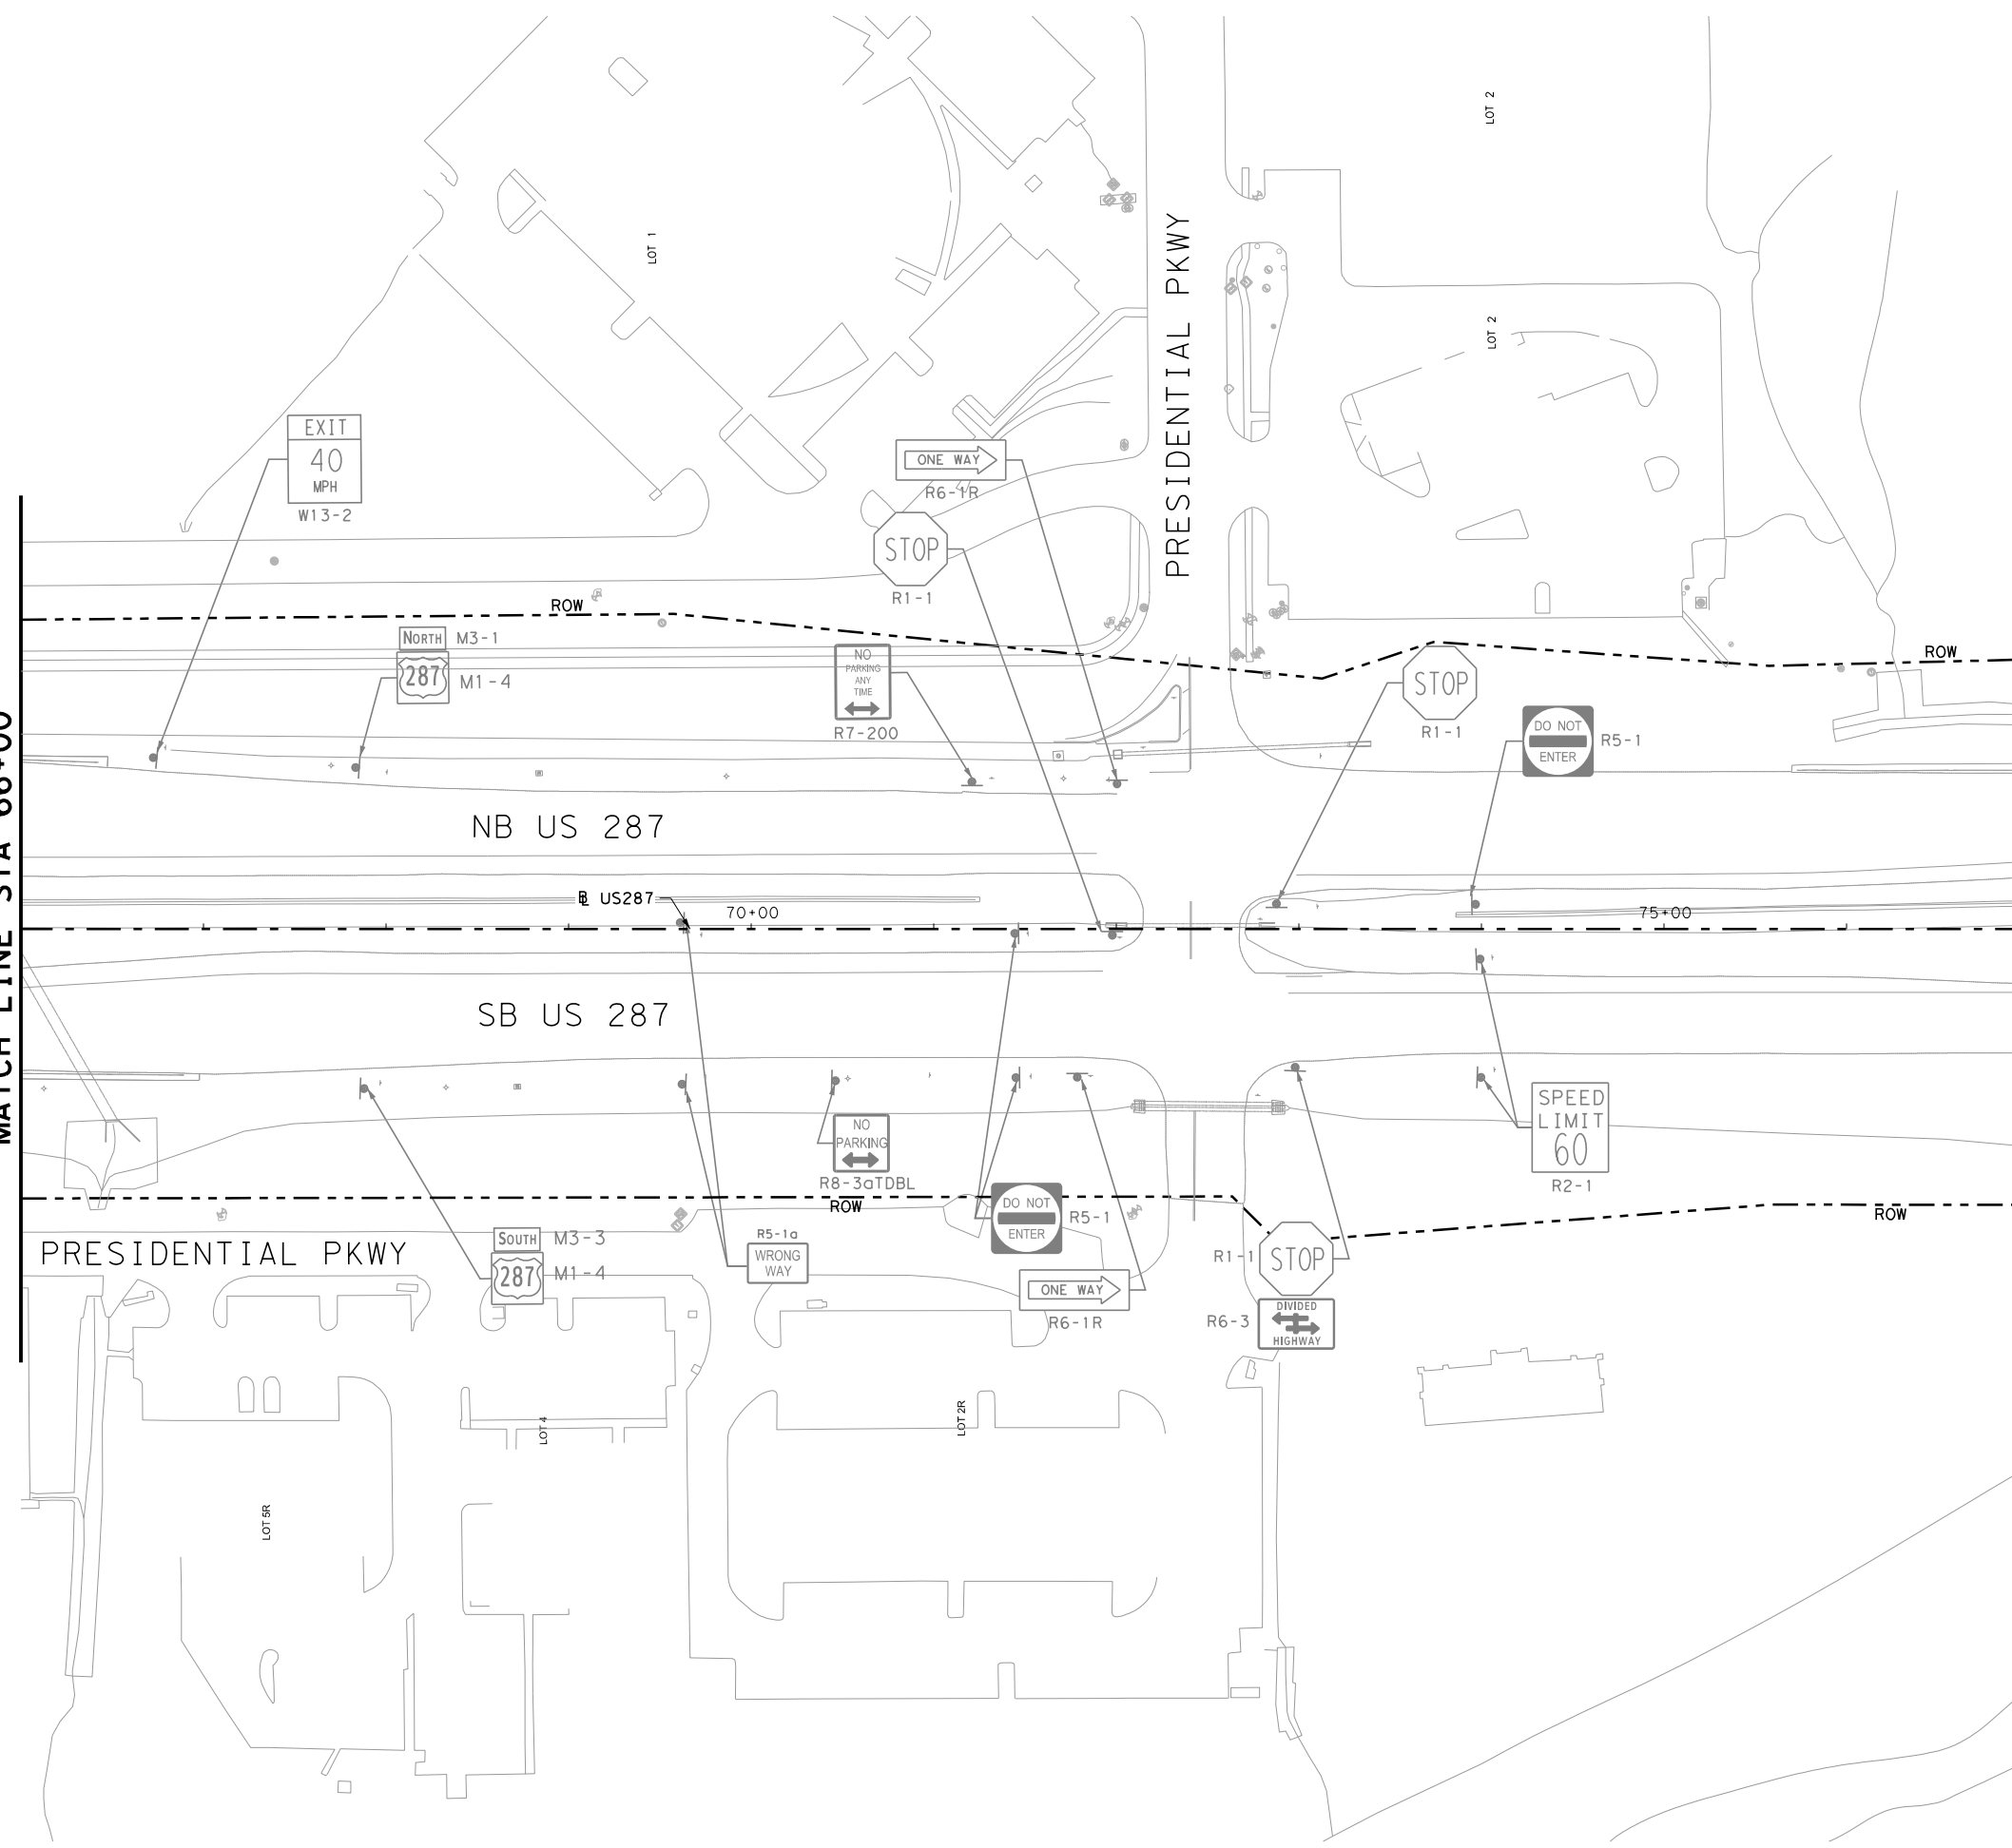 LOT 2
LOT 1
PRESIDENTIAL PKWY
LOT 2
EXIT
40
MPH
W13-2
ONE WAY
R6-1R
STOP
R1-1
ROW
NORTH M3-1
287 M1-4
NO
PARKING
ANY
TIME
R7-200
STOP
R1-1
ROW
DO NOT
ENTER
R5-1
MATCH LINE STA 66+00
NB US 287
BL US287
70+00
75+00
SB US 287
NO
PARKING
R8-3aTDBL
SPEED
LIMIT
60
R2-1
ROW
DO NOT
ENTER
R5-1
ROW
PRESIDENTIAL PKWY
SOUTH M3-3
287 M1-4
R5-1a
WRONG
WAY
R1-1 STOP
ONE WAY
R6-1R
R6-3
DIVIDED
HIGHWAY
LOT 4
LOT 2R
LOT 5R